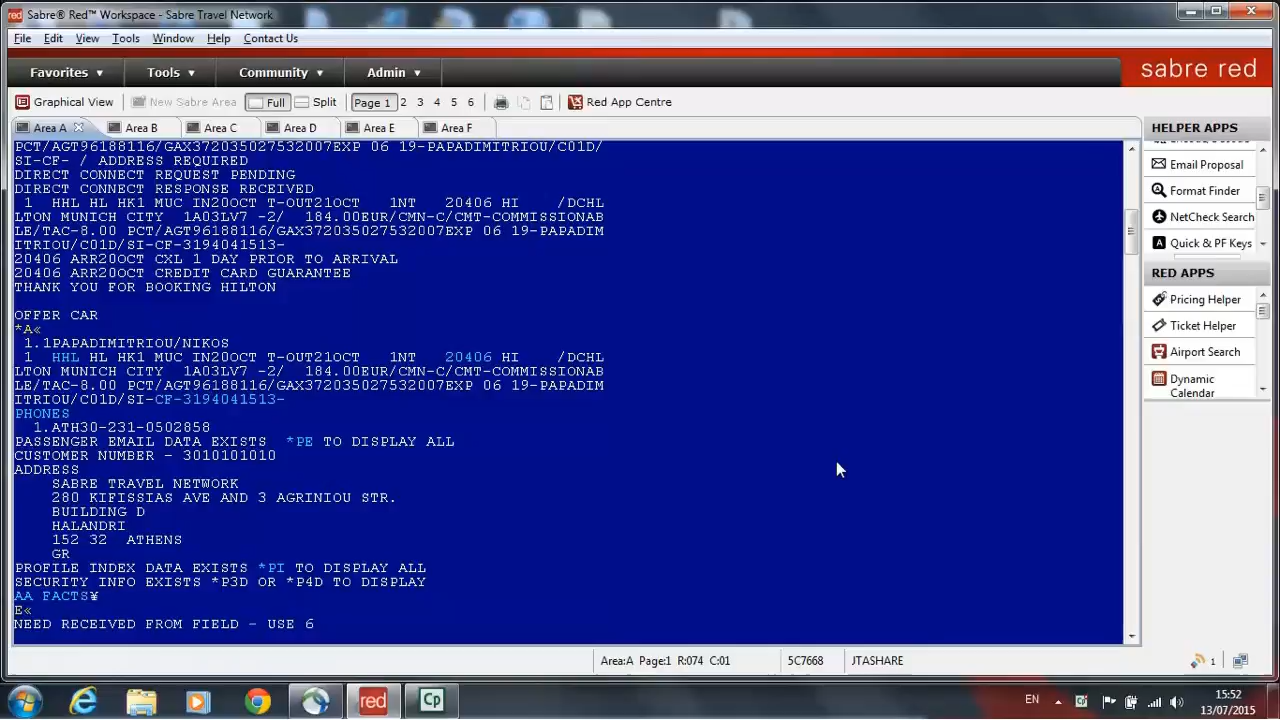 Sabre® Red™ Workspace - Sabre Travel Network
File Edit View Tools Window Help Contact Us
Favorites Tools Community Admin sabre red
Graphical View New Sabre Area Full Split Page 1 2 3 4 5 6 Red App Centre
Area A Area B Area C Area D Area E Area F
PCT/AGT96188116/GAX372035027532007EXP 06 19-PAPADIMITRIOU/C01D/
SI-CF- / ADDRESS REQUIRED
DIRECT CONNECT REQUEST PENDING
DIRECT CONNECT RESPONSE RECEIVED
1 HHL HL HK1 MUC IN20OCT T-OUT21OCT 1NT 20406 HI /DCHL
LTON MUNICH CITY 1A03LV7 -2/ 184.00EUR/CMN-C/CMT-COMMISSIONAB
LE/TAC-8.00 PCT/AGT96188116/GAX372035027532007EXP 06 19-PAPADIM
ITRIOU/C01D/SI-CF-3194041513-
20406 ARR20OCT CXL 1 DAY PRIOR TO ARRIVAL
20406 ARR20OCT CREDIT CARD GUARANTEE
THANK YOU FOR BOOKING HILTON
OFFER CAR
*A«
1.1PAPADIMITRIOU/NIKOS
1 HHL HL HK1 MUC IN20OCT T-OUT21OCT 1NT 20406 HI /DCHL
LTON MUNICH CITY 1A03LV7 -2/ 184.00EUR/CMN-C/CMT-COMMISSIONAB
LE/TAC-8.00 PCT/AGT96188116/GAX372035027532007EXP 06 19-PAPADIM
ITRIOU/C01D/SI-CF-3194041513-
PHONES
1.ATH30-231-0502858
PASSENGER EMAIL DATA EXISTS *PE TO DISPLAY ALL
CUSTOMER NUMBER - 3010101010
ADDRESS
SABRE TRAVEL NETWORK
280 KIFISSIAS AVE AND 3 AGRINIOU STR.
BUILDING D
HALANDRI
152 32 ATHENS
GR
PROFILE INDEX DATA EXISTS *PI TO DISPLAY ALL
SECURITY INFO EXISTS *P3D OR *P4D TO DISPLAY
AA FACTS¥
E«
NEED RECEIVED FROM FIELD - USE 6
HELPER APPS
Email Proposal
Format Finder
NetCheck Search
Quick & PF Keys
RED APPS
Pricing Helper
Ticket Helper
Airport Search
Dynamic
Calendar
Area:A Page:1 R:074 C:01 5C7668 JTASHARE 1
red Cp EN 15:52
13/07/2015